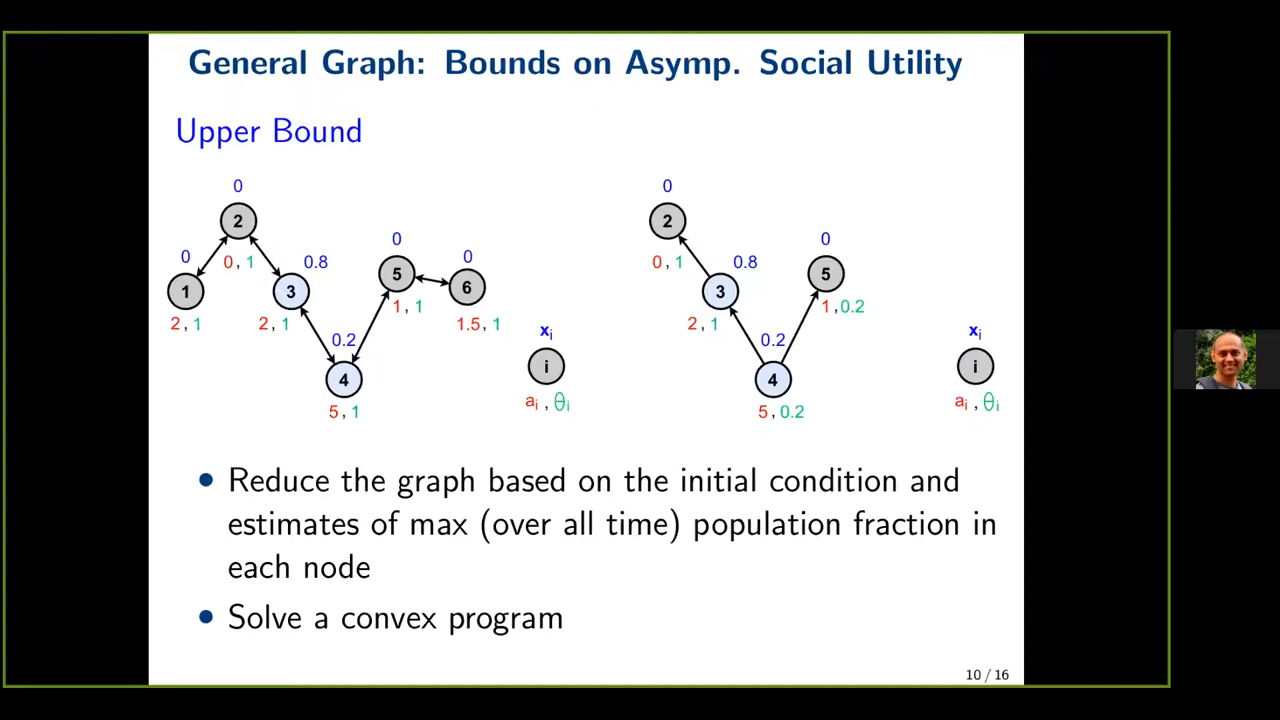 General Graph: Bounds on Asymp. Social Utility
Upper Bound
0
2
0 , 1
0
1
2 , 1
0.8
3
2 , 1
0.2
4
5 , 1
0
5
1 , 1
0
6
1.5, 1
xi
i
ai , θi
0
2
0 , 1
0.8
3
2 , 1
0.2
4
5 , 0.2
0
5
1 , 0.2
xi
i
ai , θi
• Reduce the graph based on the initial condition and
estimates of max (over all time) population fraction in
each node
• Solve a convex program
10 / 16